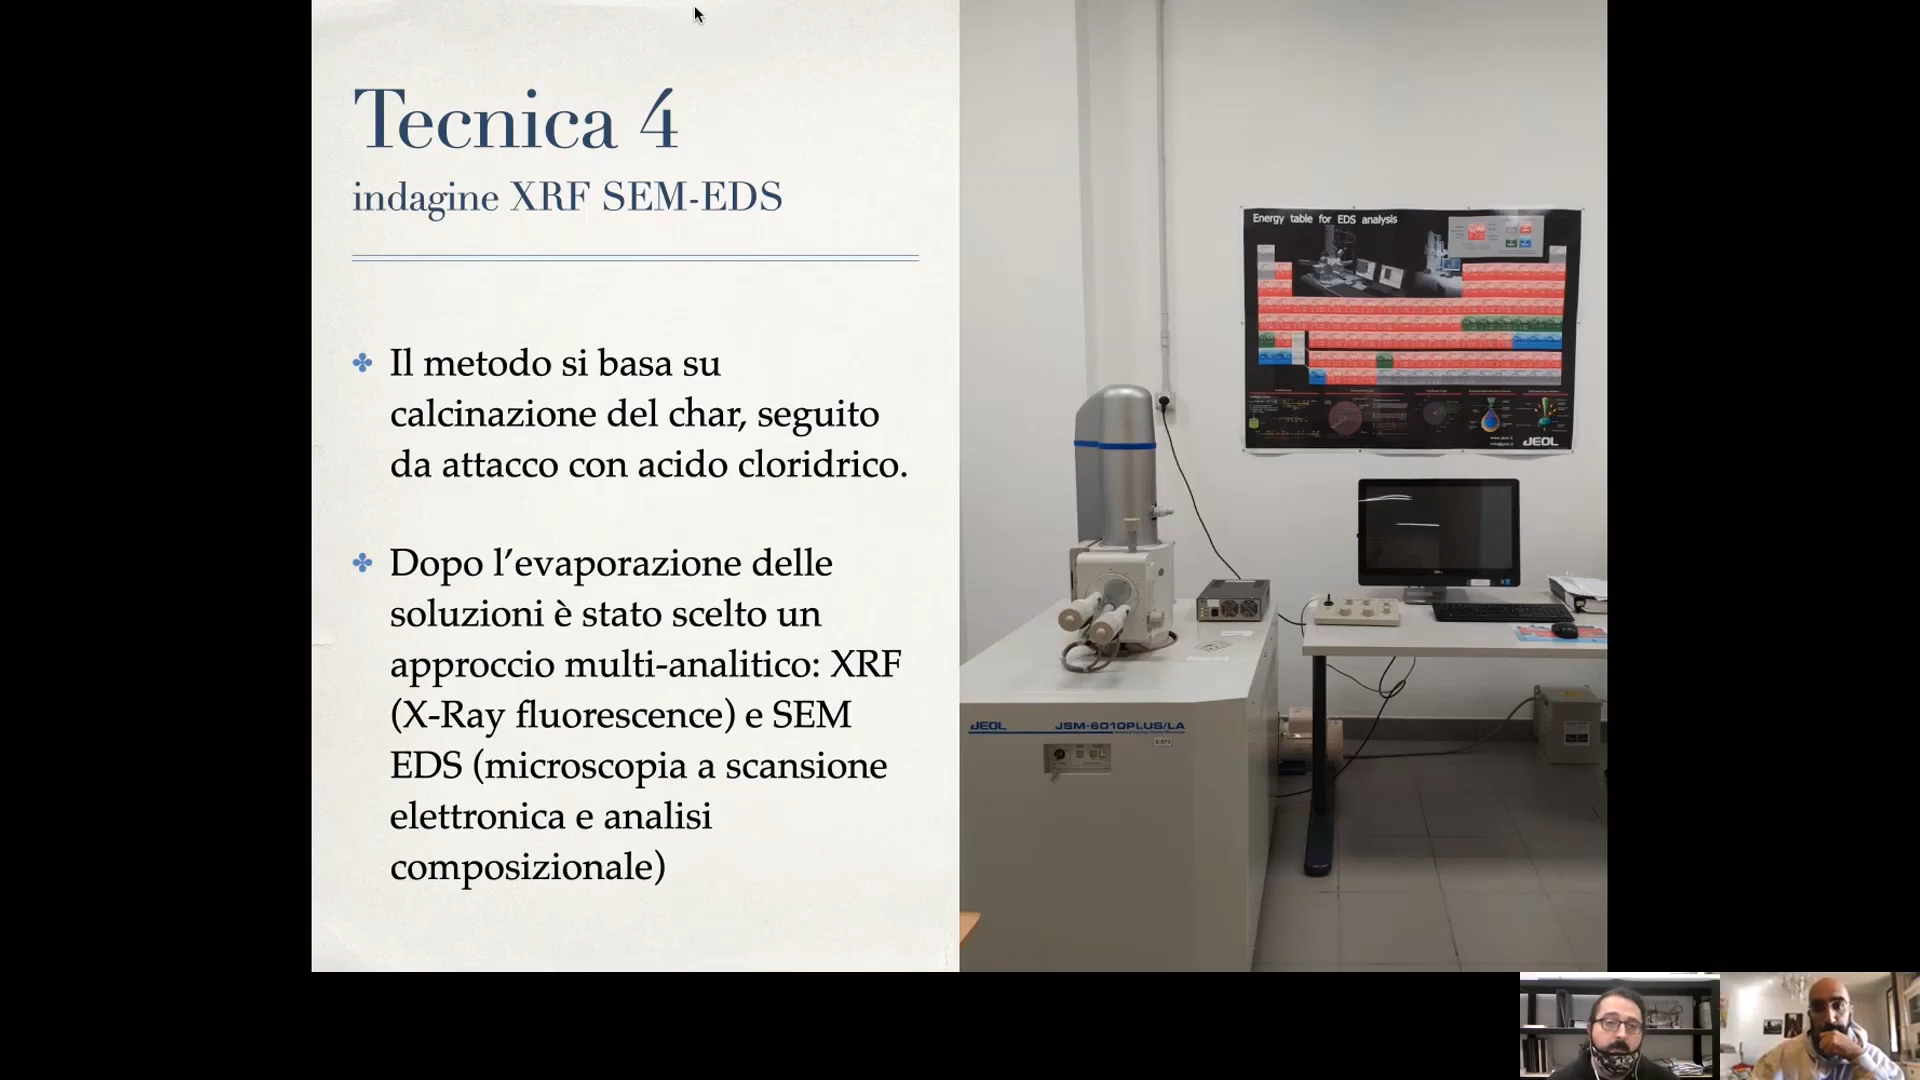 Tecnica 4
indagine XRF SEM-EDS
Il metodo si basa su
calcinazione del char, seguito
da attacco con acido cloridrico.
Dopo l’evaporazione delle
soluzioni è stato scelto un
approccio multi-analitico: XRF
(X-Ray fluorescence) e SEM
EDS (microscopia a scansione
elettronica e analisi
composizionale)
Energy table for EDS analysis
JEOL
JEOL JSM-6010PLUS/LA